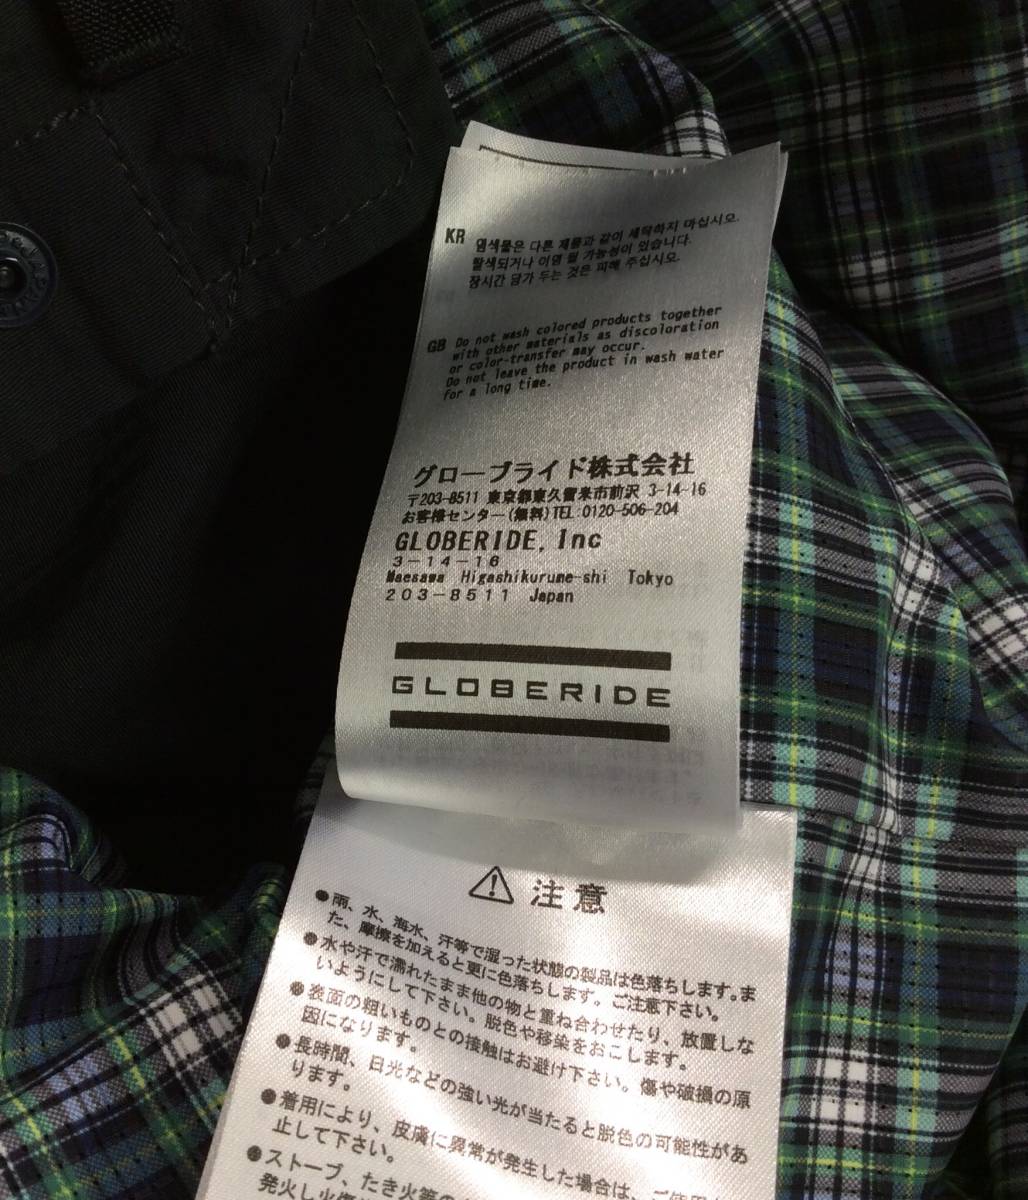 KR 염색물은 다른 제품과 같이 세탁하지 마십시오.
탈색되거나 이염 될 가능성이 있습니다.
장시간 담가 두는 것은 피해 주십시오.
GB Do not wash colored products together
with other materials as discoloration
or color-transfer may occur.
Do not leave the product in wash water
for a long time.
グローブライド株式会社
〒203-8511 東京都東久留米市前沢 3-14-16
お客様センター(無料)TEL:0120-506-204
GLOBERIDE, Inc
3-14-16
Maesawa Higashikurume-shi Tokyo
203-8511 Japan
GLOBERIDE
注意
●雨、水、海水、汗等で湿った状態の製品は色落ちします。ま
た、摩擦を加えると更に色落ちします。ご注意下さい。
●水や汗で濡れたまま他の物と重ね合わせたり、放置しな
いようにして下さい。脱色や移染をおこします。
●表面の粗いものとの接触はお避け下さい。傷や破損の原
因になります。
●長時間、日光などの強い光が当たると脱色の可能性があ
ります。
●着用により、皮膚に異常が発生した場合は、ご使用を
止して下さい。
●ストーブ、たき火等の
発火し火傷